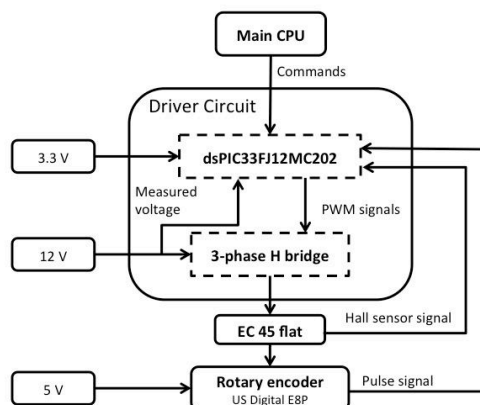 Main CPU
Commands
Driver Circuit
3.3 V
dsPIC33FJ12MC202
Measured
voltage
PWM signals
12 V
3-phase H bridge
Hall sensor signal
EC 45 flat
5 V
Rotary encoder
US Digital E8P
Pulse signal